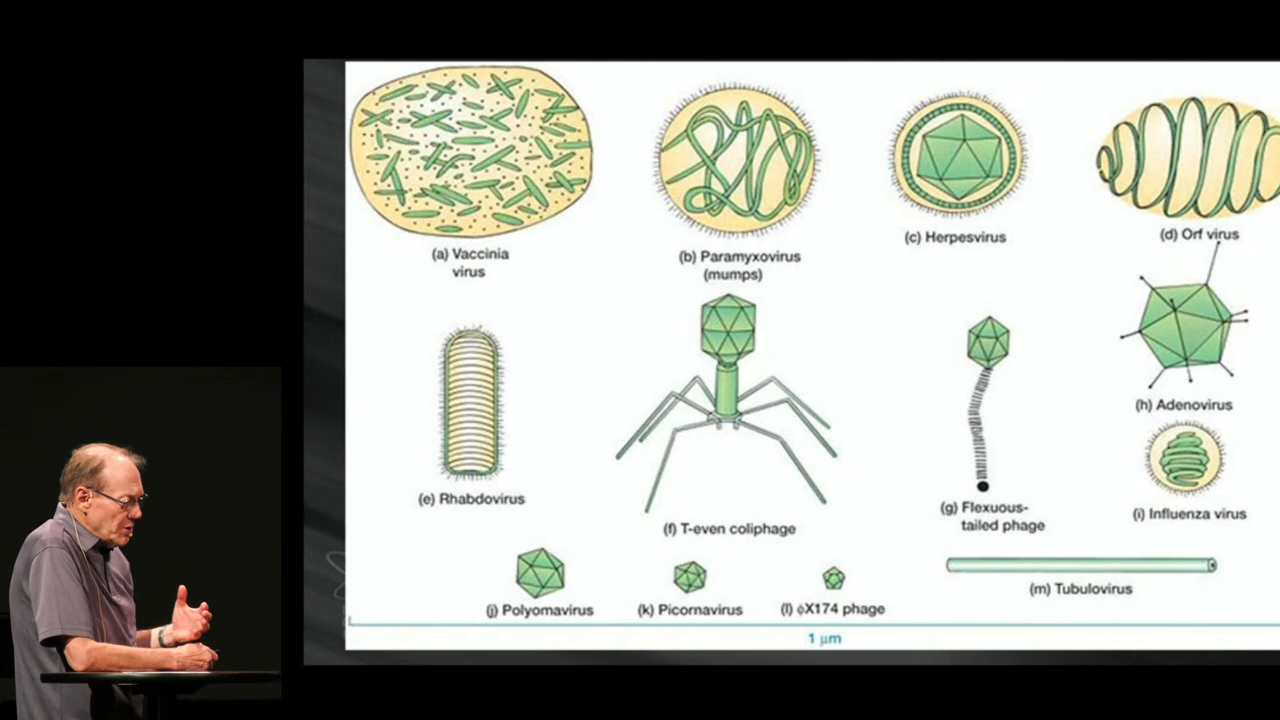 (a) Vaccinia
virus
(b) Paramyxovirus
(mumps)
(c) Herpesvirus
(d) Orf virus
(e) Rhabdovirus
(f) T-even coliphage
(g) Flexuous-
tailed phage
(h) Adenovirus
(i) Influenza virus
(j) Polyomavirus
(k) Picornavirus
(l) ϕX174 phage
(m) Tubulovirus
1 μm